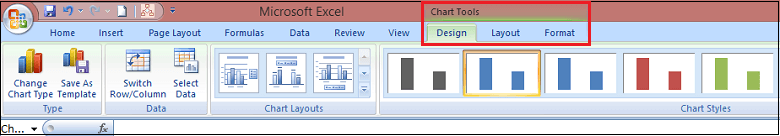 Microsoft Excel Chart Tools
Home Insert Page Layout Formulas Data Review View Design Layout Format
Change Chart Type Save As Template Switch Row/Column Select Data
Type Data Chart Layouts Chart Styles
Ch... fx